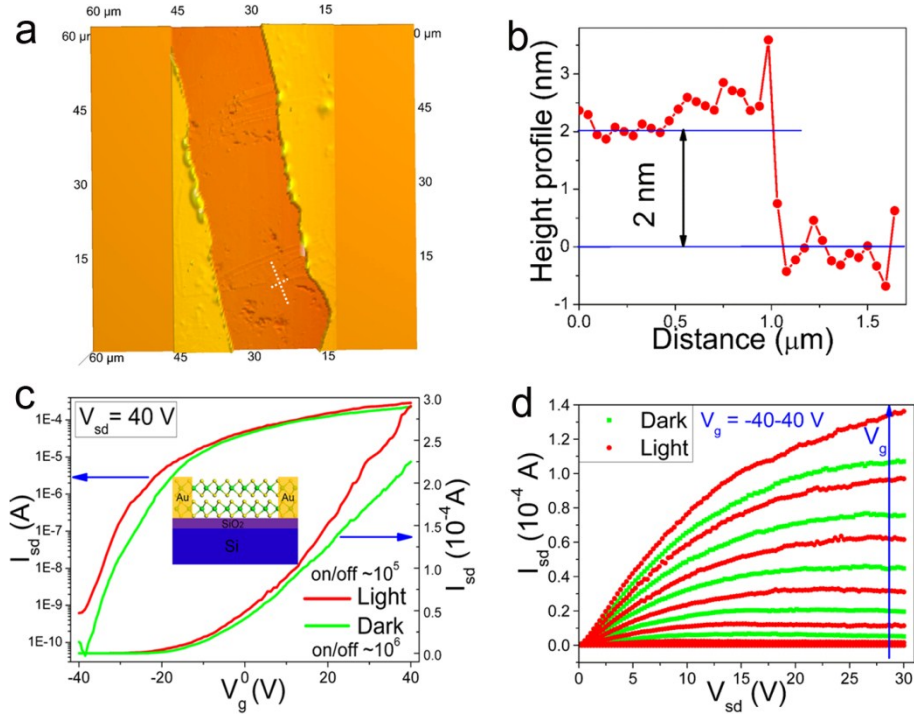 a
60 μm
45
30
15
60 μm
0 μm
45
45
30
30
15
15
60 μm
45
30
15
b
Height profile (nm)
3
2
1
0
-1
2 nm
0.0
0.5
1.0
1.5
Distance (μm)
c
V_sd = 40 V
I_sd (A)
1E-4
1E-5
1E-6
1E-7
1E-8
1E-9
1E-10
Au
Au
SiO₂
Si
on/off ~10⁵
Light
Dark
on/off ~10⁶
3.0
2.5
2.0
1.5
1.0
0.5
0.0
I_sd (10⁻⁴A)
-40
-20
0
20
40
V_g (V)
d
Dark
Light
V_g = -40-40 V
V_g
I_sd (10⁻⁴ A)
1.4
1.2
1.0
0.8
0.6
0.4
0.2
0.0
0
5
10
15
20
25
30
V_sd (V)